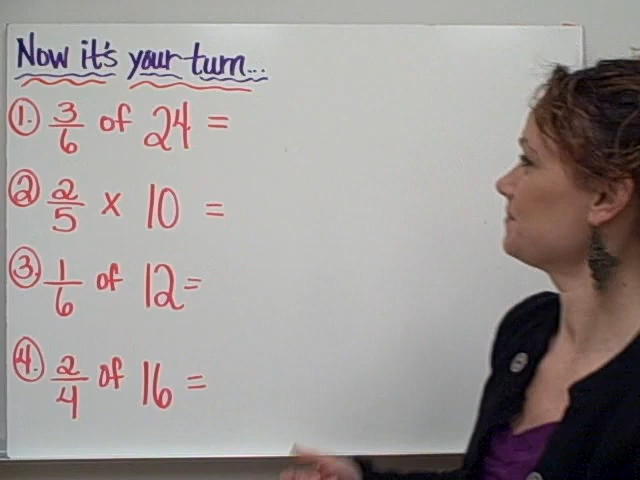 Now it's your turn...
1. 3/6 of 24 =
2 2/5 x 10 =
3. 1/6 of 12 =
4. 2/4 of 16 =